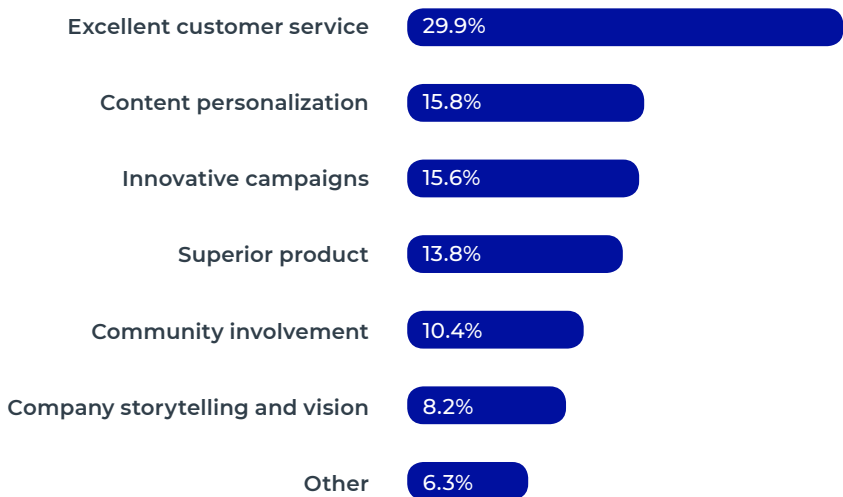 Excellent customer service 29.9%
Content personalization 15.8%
Innovative campaigns 15.6%
Superior product 13.8%
Community involvement 10.4%
Company storytelling and vision 8.2%
Other 6.3%